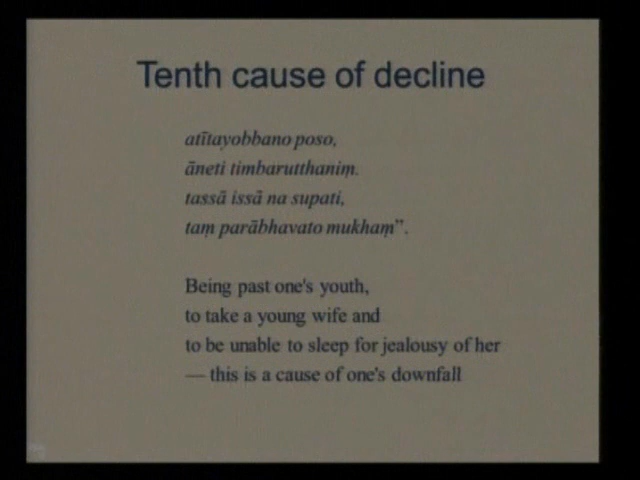 Tenth cause of decline
atītayobbano poso,
āneti timbarutthaniṃ.
tassā issā na supati,
taṃ parābhavato mukhaṃ”.
Being past one's youth,
to take a young wife and
to be unable to sleep for jealousy of her
— this is a cause of one's downfall